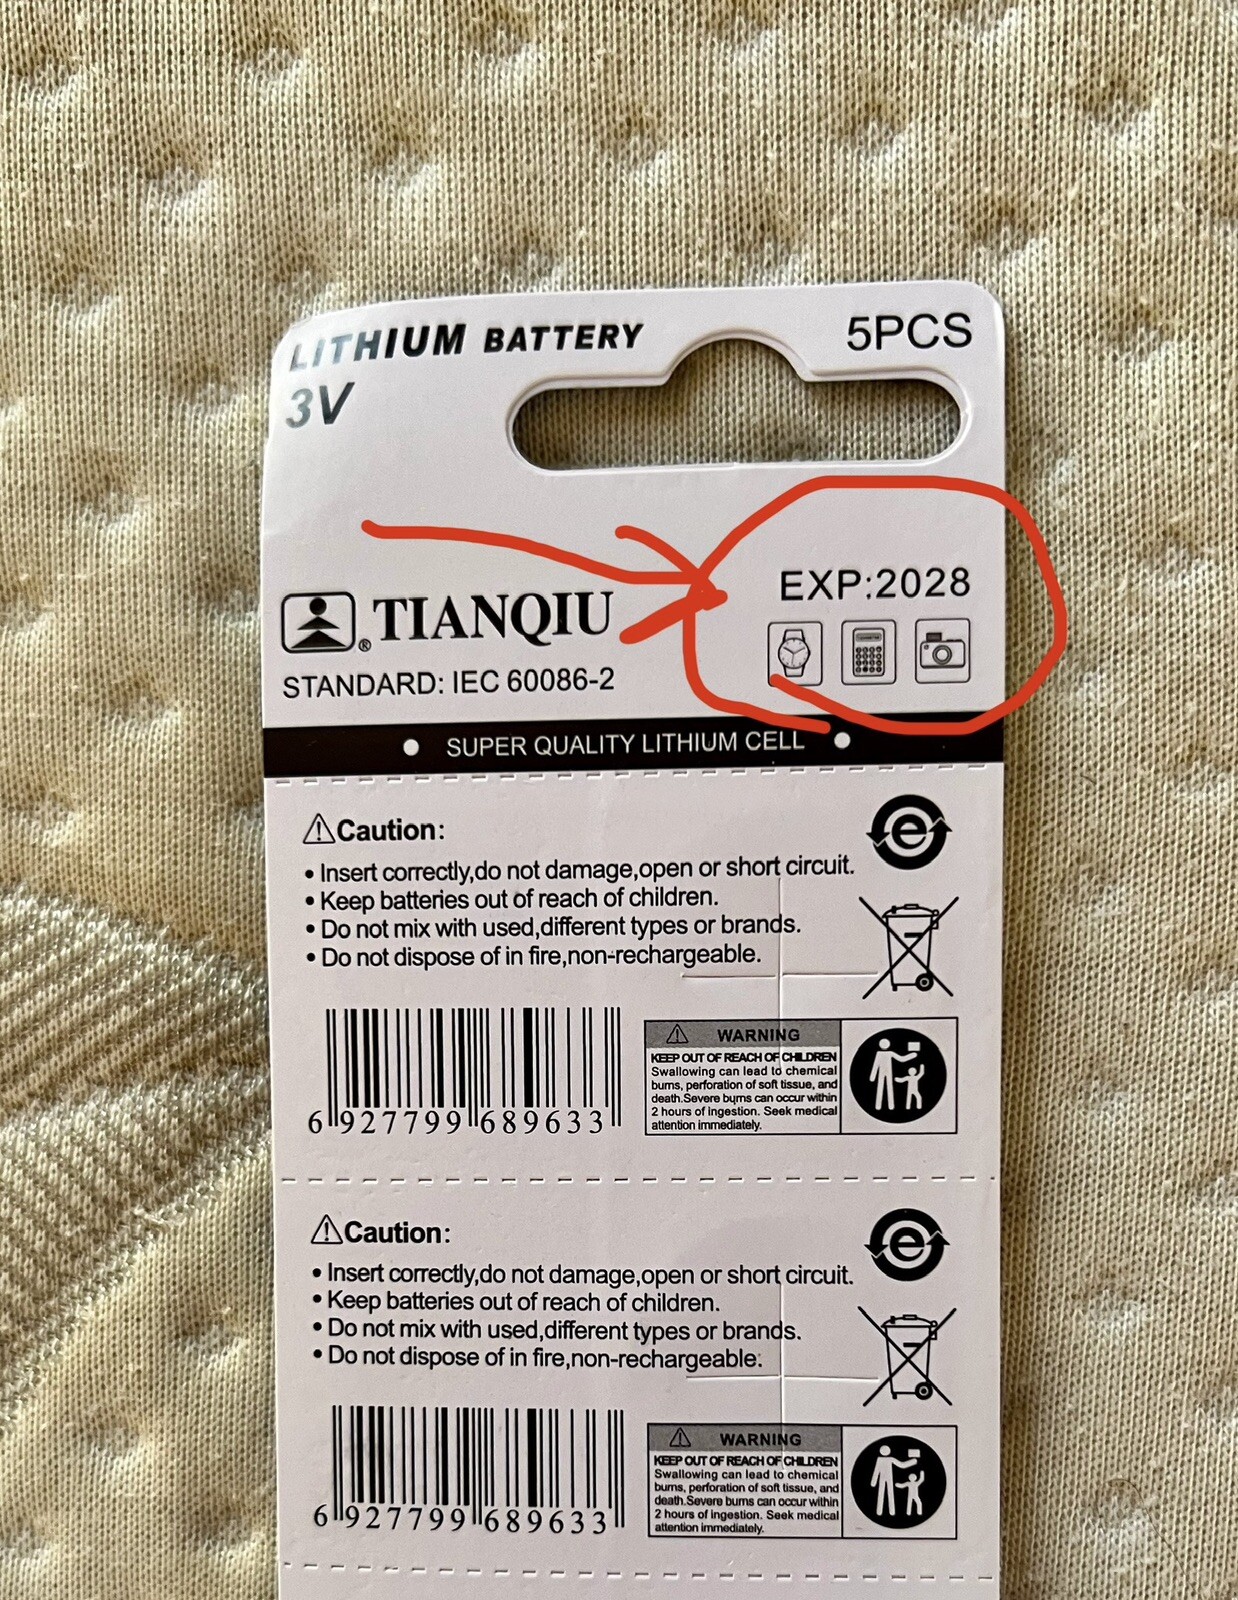 LITHIUM BATTERY
5PCS
3V
EXP:2028
® TIANQIU
STANDARD: IEC 60086-2
SUPER QUALITY LITHIUM CELL
Caution:
• Insert correctly,do not damage,open or short circuit.
• Keep batteries out of reach of children.
• Do not mix with used,different types or brands.
• Do not dispose of in fire,non-rechargeable.
e
6 927799 689633
WARNING
KEEP OUT OF REACH OF CHILDREN
Swallowing can lead to chemical
burns, perforation of soft tissue, and
death.Severe burns can occur within
2 hours of ingestion. Seek medical
attention immediately.
Caution:
• Insert correctly,do not damage,open or short circuit.
• Keep batteries out of reach of children.
• Do not mix with used,different types or brands.
• Do not dispose of in fire,non-rechargeable.
e
6 927799 689633
WARNING
KEEP OUT OF REACH OF CHILDREN
Swallowing can lead to chemical
burns, perforation of soft tissue, and
death.Severe burns can occur within
2 hours of ingestion. Seek medical
attention immediately.